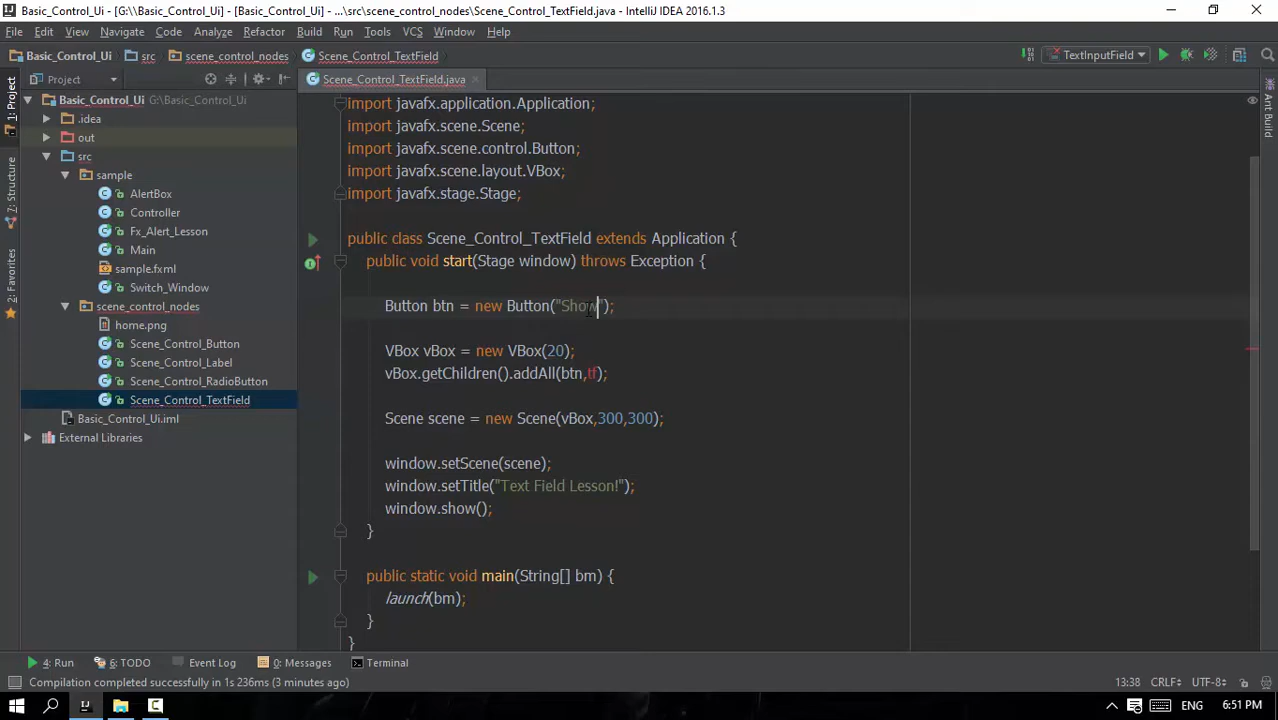 Basic_Control_Ui - [G:\Basic_Control_Ui] - [Basic_Control_Ui] - ...\src\scene_control_nodes\Scene_Control_TextField.java - IntelliJ IDEA 2016.1.3
File Edit View Navigate Code Analyze Refactor Build Run Tools VCS Window Help
Basic_Control_Ui src scene_control_nodes Scene_Control_TextField TextInputField
Project Scene_Control_TextField.java
1: Project
7: Structure
2: Favorites
Ant Build
Basic_Control_Ui G:\Basic_Control_Ui
.idea
out
src
sample
AlertBox
Controller
Fx_Alert_Lesson
Main
sample.fxml
Switch_Window
scene_control_nodes
home.png
Scene_Control_Button
Scene_Control_Label
Scene_Control_RadioButton
Scene_Control_TextField
Basic_Control_Ui.iml
External Libraries
import javafx.application.Application;
import javafx.scene.Scene;
import javafx.scene.control.Button;
import javafx.scene.layout.VBox;
import javafx.stage.Stage;
public class Scene_Control_TextField extends Application {
public void start(Stage window) throws Exception {
Button btn = new Button("Show");
VBox vBox = new VBox(20);
vBox.getChildren().addAll(btn,tf);
Scene scene = new Scene(vBox,300,300);
window.setScene(scene);
window.setTitle("Text Field Lesson!");
window.show();
}
public static void main(String[] bm) {
launch(bm);
}
}
4: Run 6: TODO Event Log 0: Messages Terminal
Compilation completed successfully in 1s 236ms (3 minutes ago) 13:38 CRLF UTF-8
ENG 6:51 PM